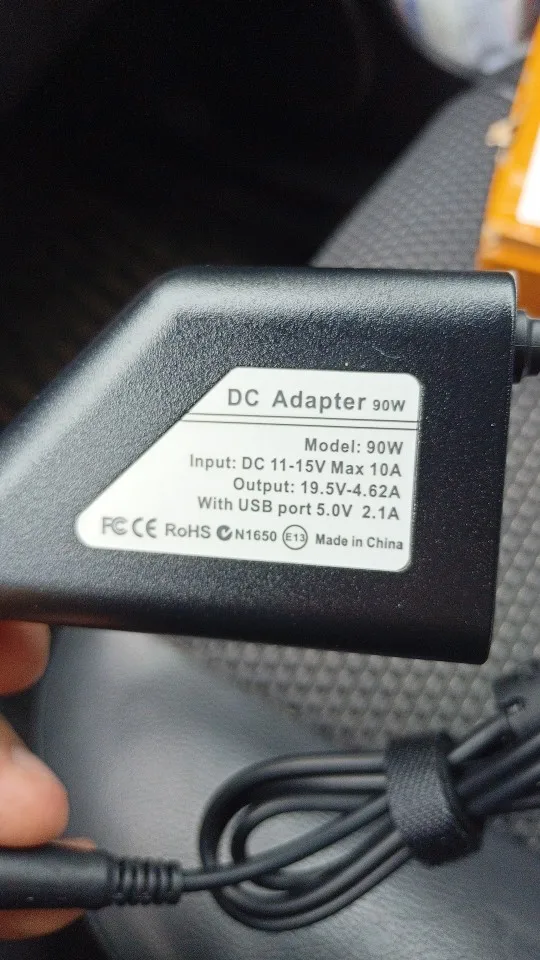 DC Adapter 90W
Model: 90W
Input: DC 11-15V Max 10A
Output: 19.5V-4.62A
With USB port 5.0V 2.1A
FC CE RoHS N1650 E13 Made in China